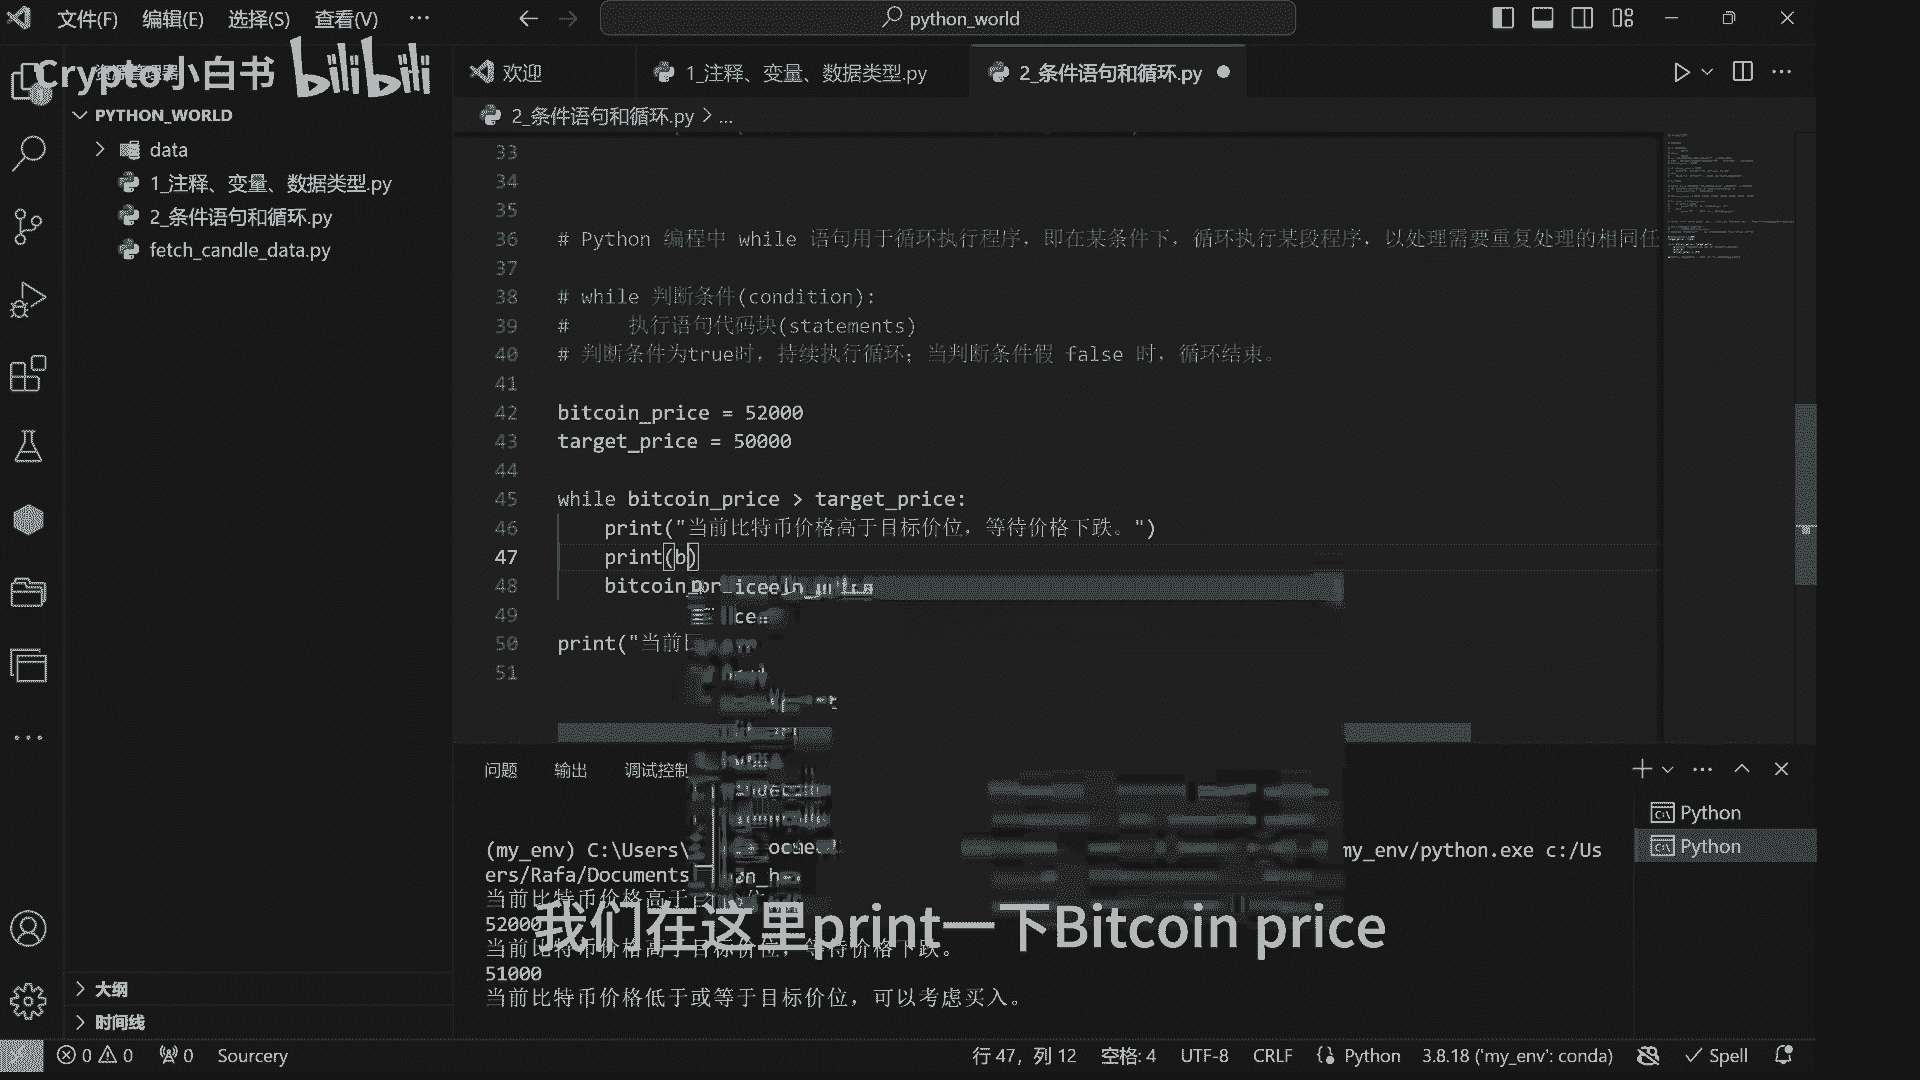 文件(F) 编辑(E) 选择(S) 查看(V) ···
python_world
Crypto小白书 bilibili
欢迎
1_注释、变量、数据类型.py
2_条件语句和循环.py
2_条件语句和循环.py > ...
PYTHON_WORLD
data
1_注释、变量、数据类型.py
2_条件语句和循环.py
fetch_candle_data.py
33
34
35
36 # Python 编程中 while 语句用于循环执行程序，即在某条件下，循环执行某段程序，以处理需要重复处理的相同任
37
38 # while 判断条件(condition):
39 #     执行语句代码块(statements)
40 # 判断条件为true时，持续执行循环；当判断条件假 false 时，循环结束。
41
42 bitcoin_price = 52000
43 target_price = 50000
44
45 while bitcoin_price > target_price:
46     print("当前比特币价格高于目标价位，等待价格下跌。")
47     print(b)
48     bitcoin
49
50 print("当前
51
问题 输出 调试控制
Python
Python
(my_env) C:\Users\ my_env/python.exe c:/Us
ers/Rafa/Documents
当前比特币价格高于
52000
当前比特币价格高于目标价位，等待价格下跌。
51000
当前比特币价格低于或等于目标价位，可以考虑买入。
我们在这里print一下Bitcoin price
大纲
时间线
0 0 0 Sourcery
行 47，列 12 空格: 4 UTF-8 CRLF Python 3.8.18 ('my_env': conda) Spell